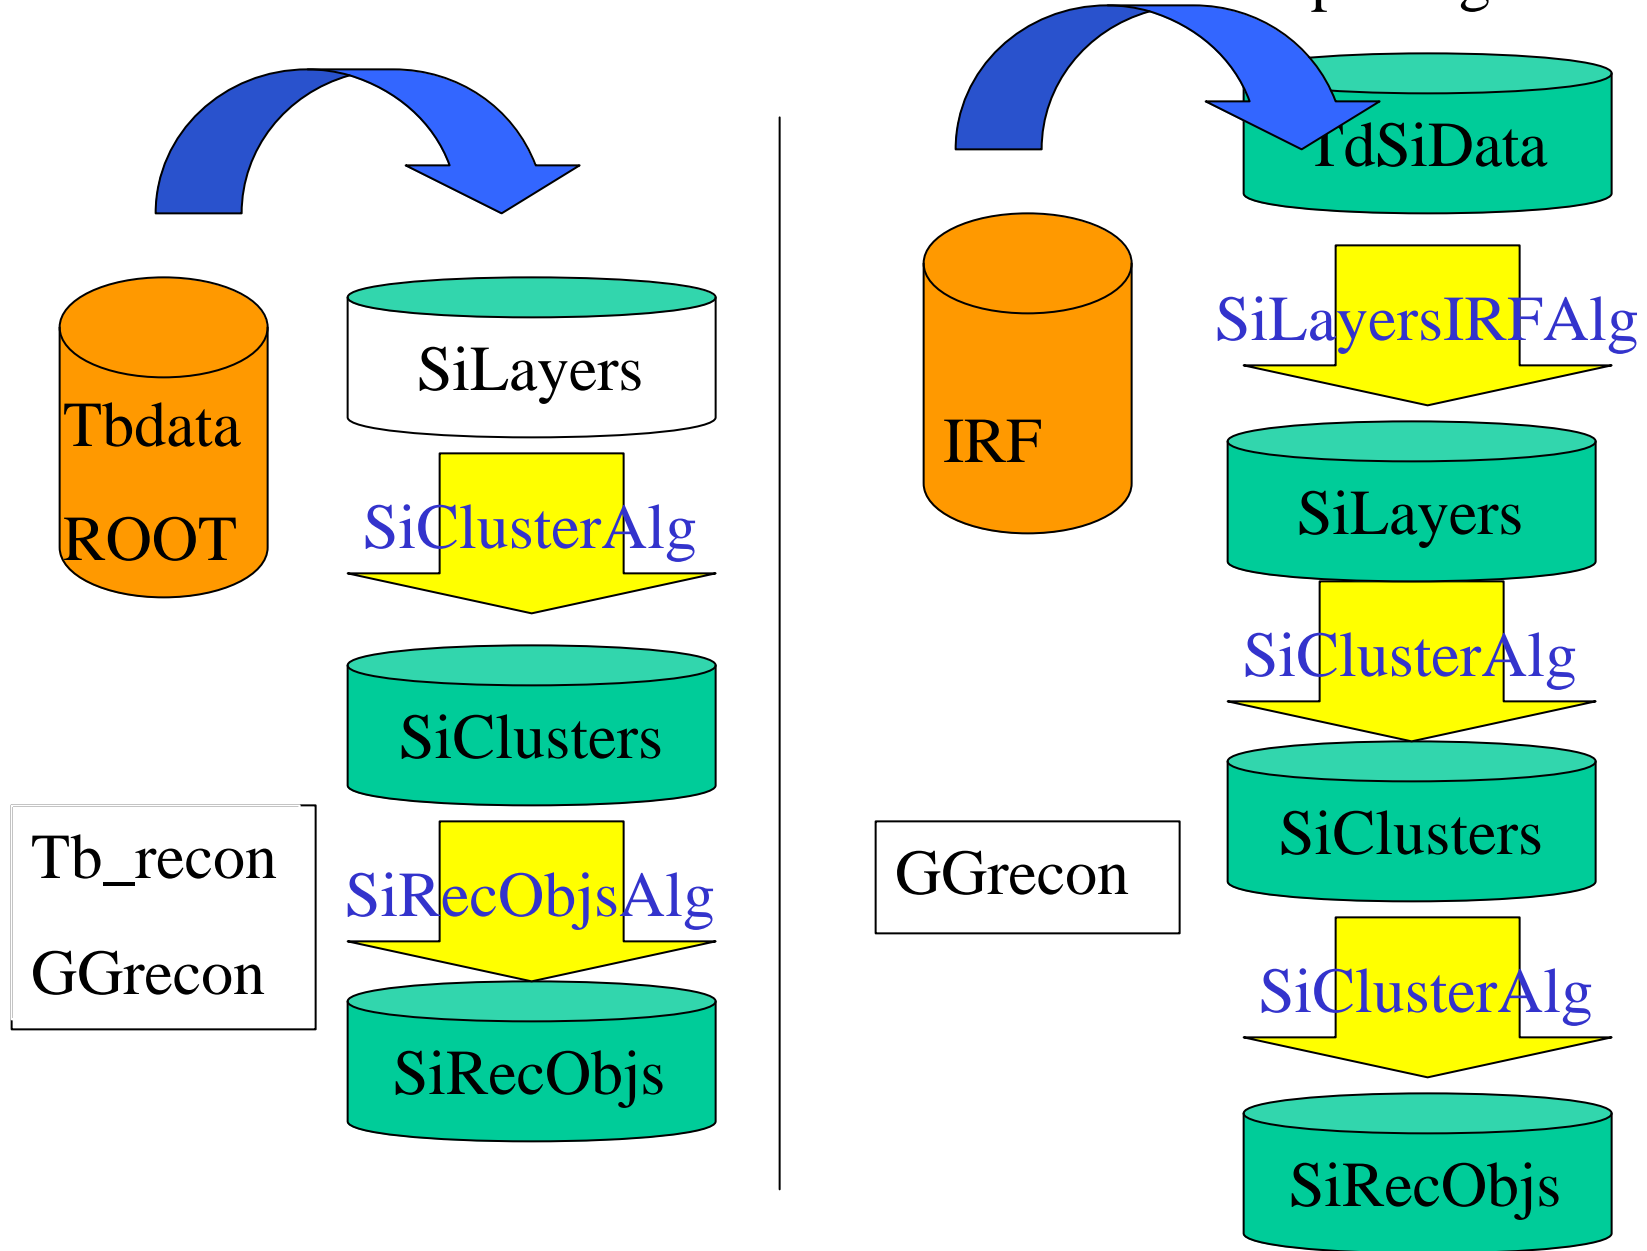 Tbdata
ROOT
SiLayers
SiClusterAlg
SiClusters
Tb_recon
GGrecon
SiRecObjsAlg
SiRecObjs
TdSiData
IRF
SiLayersIRFAlg
SiLayers
SiClusterAlg
SiClusters
GGrecon
SiClusterAlg
SiRecObjs